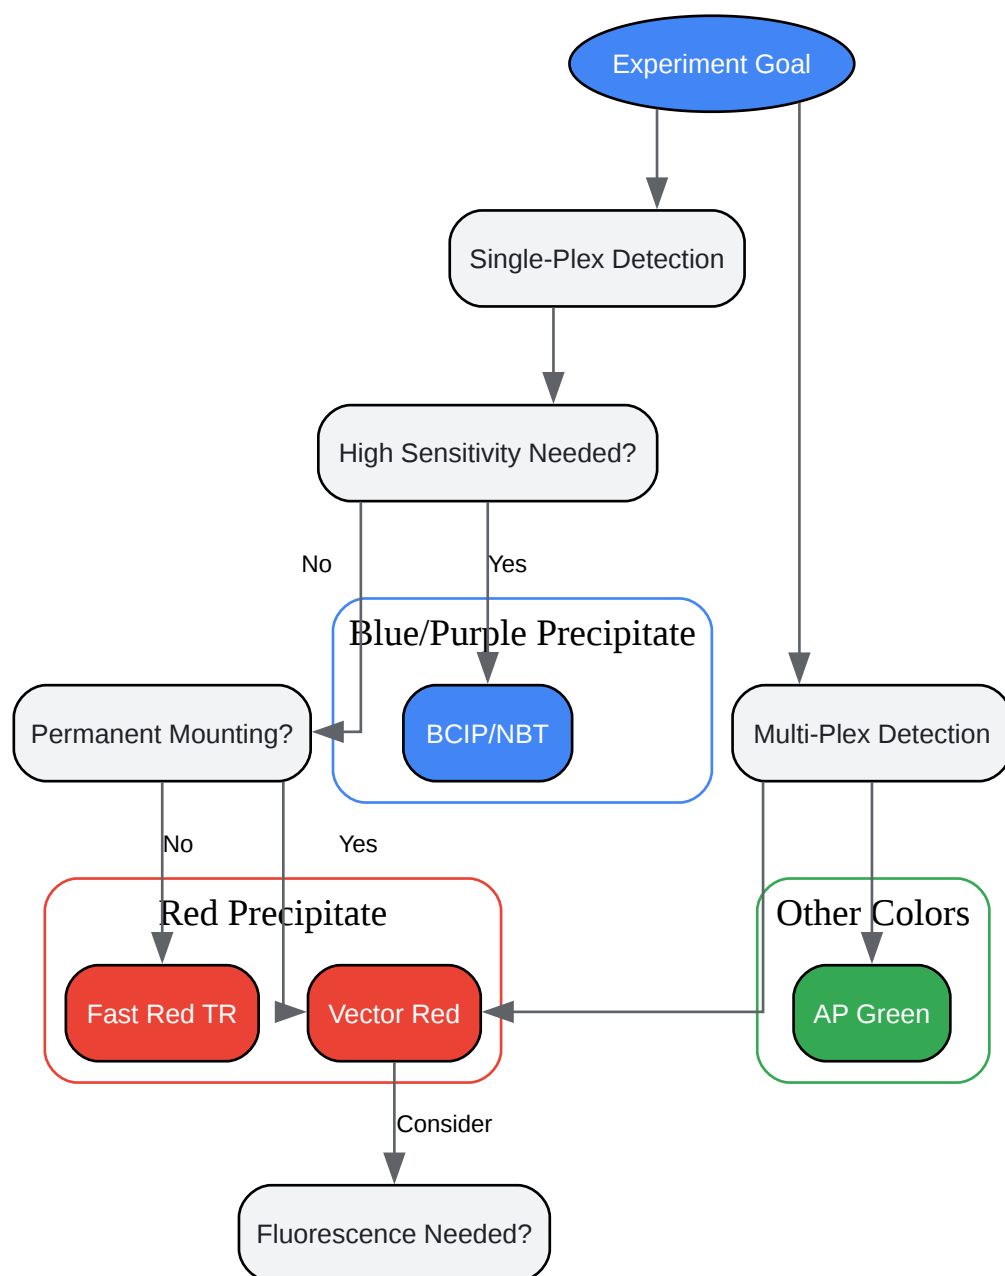 Experiment Goal
Single-Plex Detection
High Sensitivity Needed?
No
Yes
Blue/Purple Precipitate
Permanent Mounting?
BCIP/NBT
Multi-Plex Detection
No
Yes
Red Precipitate
Other Colors
Fast Red TR
Vector Red
AP Green
Consider
Fluorescence Needed?